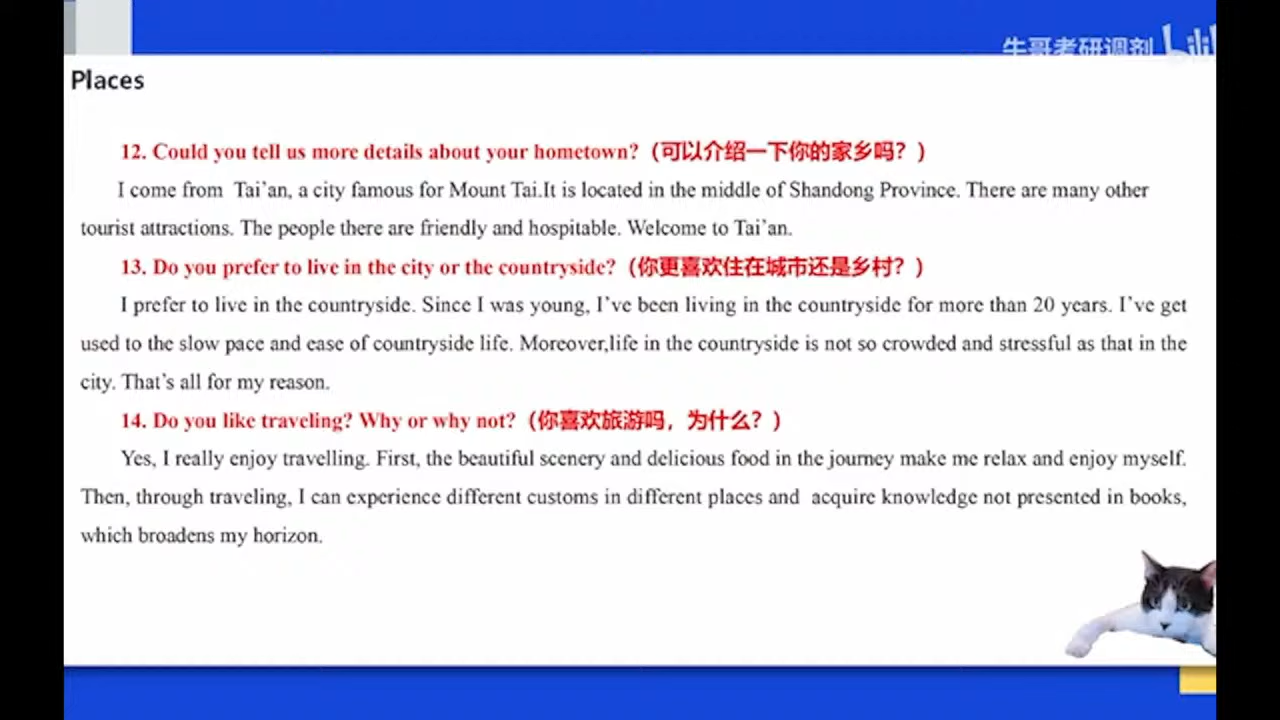 牛哥考研调剂 bili
Places
12. Could you tell us more details about your hometown?（可以介绍一下你的家乡吗？）
I come from Tai’an, a city famous for Mount Tai.It is located in the middle of Shandong Province. There are many other
tourist attractions. The people there are friendly and hospitable. Welcome to Tai’an.
13. Do you prefer to live in the city or the countryside?（你更喜欢住在城市还是乡村？）
I prefer to live in the countryside. Since I was young, I’ve been living in the countryside for more than 20 years. I’ve get
used to the slow pace and ease of countryside life. Moreover,life in the countryside is not so crowded and stressful as that in the
city. That’s all for my reason.
14. Do you like traveling? Why or why not?（你喜欢旅游吗，为什么？）
Yes, I really enjoy travelling. First, the beautiful scenery and delicious food in the journey make me relax and enjoy myself.
Then, through traveling, I can experience different customs in different places and acquire knowledge not presented in books,
which broadens my horizon.